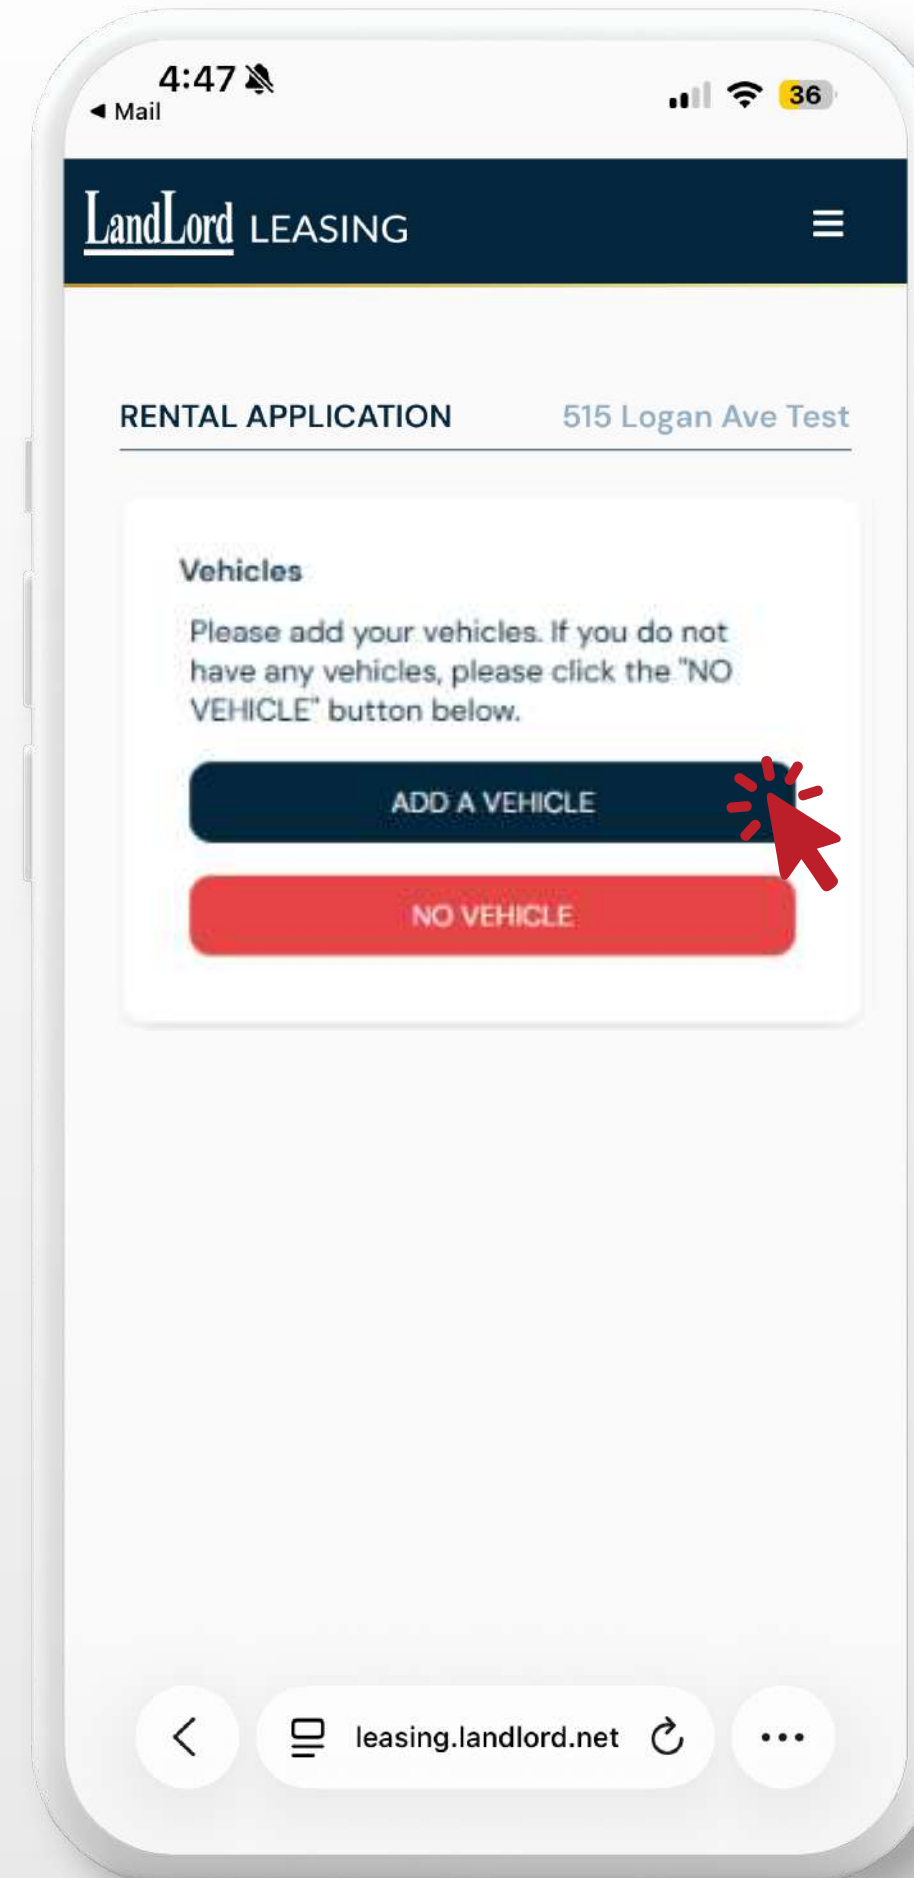 4:47
◀ Mail
36
LandLord LEASING
RENTAL APPLICATION 515 Logan Ave Test
Vehicles
Please add your vehicles. If you do not
have any vehicles, please click the "NO
VEHICLE" button below.
ADD A VEHICLE
NO VEHICLE
leasing.landlord.net